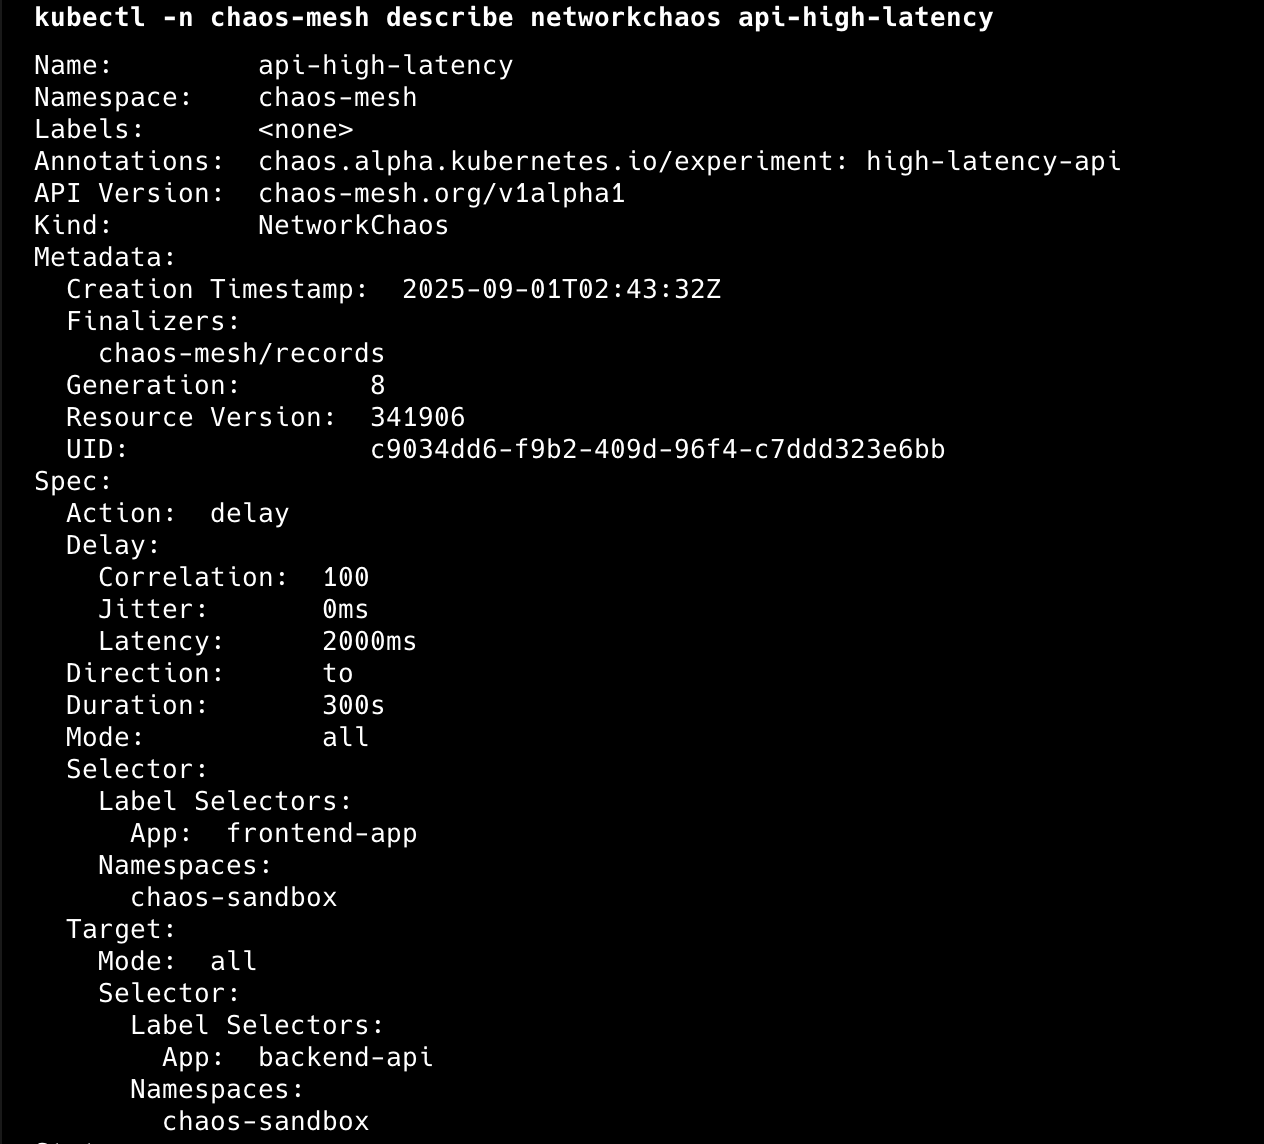 kubectl -n chaos-mesh describe networkchaos api-high-latency
Name:         api-high-latency
Namespace:    chaos-mesh
Labels:       <none>
Annotations:  chaos.alpha.kubernetes.io/experiment: high-latency-api
API Version:  chaos-mesh.org/v1alpha1
Kind:         NetworkChaos
Metadata:
  Creation Timestamp:  2025-09-01T02:43:32Z
  Finalizers:
    chaos-mesh/records
  Generation:        8
  Resource Version:  341906
  UID:               c9034dd6-f9b2-409d-96f4-c7ddd323e6bb
Spec:
  Action:  delay
  Delay:
    Correlation:  100
    Jitter:       0ms
    Latency:      2000ms
  Direction:      to
  Duration:       300s
  Mode:           all
  Selector:
    Label Selectors:
      App:  frontend-app
    Namespaces:
      chaos-sandbox
  Target:
    Mode:  all
    Selector:
      Label Selectors:
        App:  backend-api
      Namespaces:
        chaos-sandbox